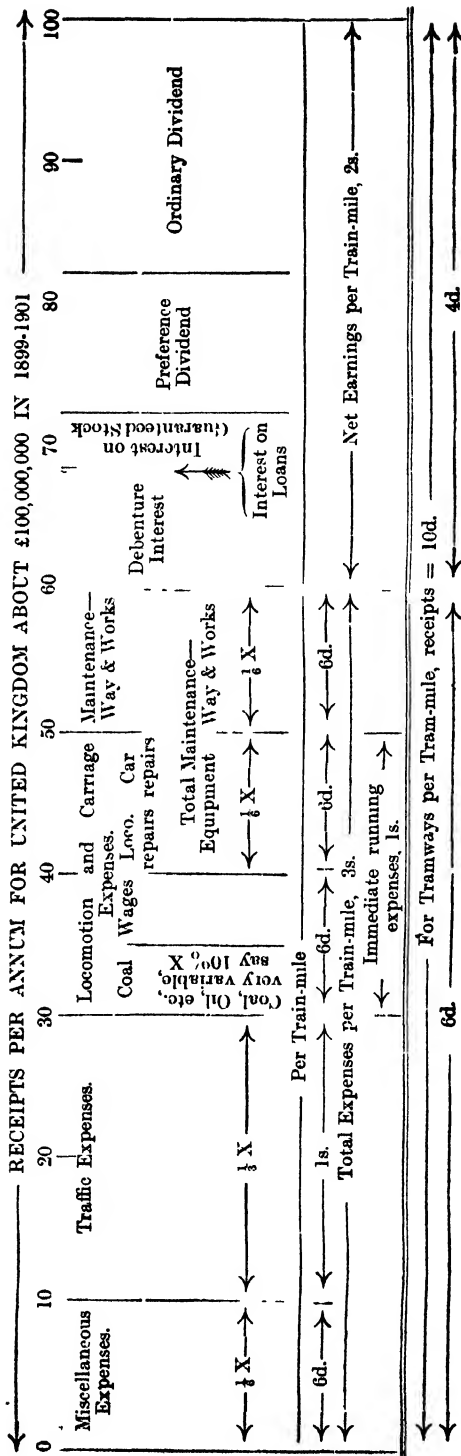 RECEIPTS PER ANNUM FOR UNITED KINGDOM ABOUT £100,000,000 IN 1899-1901
0 10 20 30 40 50 60 70 80 90 100
Miscellaneous
Expenses.
Traffic Expenses.
Locomotion and Carriage
Expenses.
Coal Wages Loco. Car
repairs repairs
Coal, Oil, etc.,
very variable,
say 10% X
Total Maintenance—
Equipment Way & Works
Maintenance—
Way & Works
Debenture
Interest
Interest on
Loans
Interest on
Guaranteed Stock
Preference
Dividend
Ordinary Dividend
1/6 X 1/3 X 1/6 X 1/6 X
Per Train-mile
6d. 1s. 6d. 6d. 6d.
Net Earnings per Train-mile, 2s.
Total Expenses per Train-mile, 3s.
Immediate running
expenses, 1s.
For Tramways per Tram-mile, receipts = 10d.
6d. 4d.